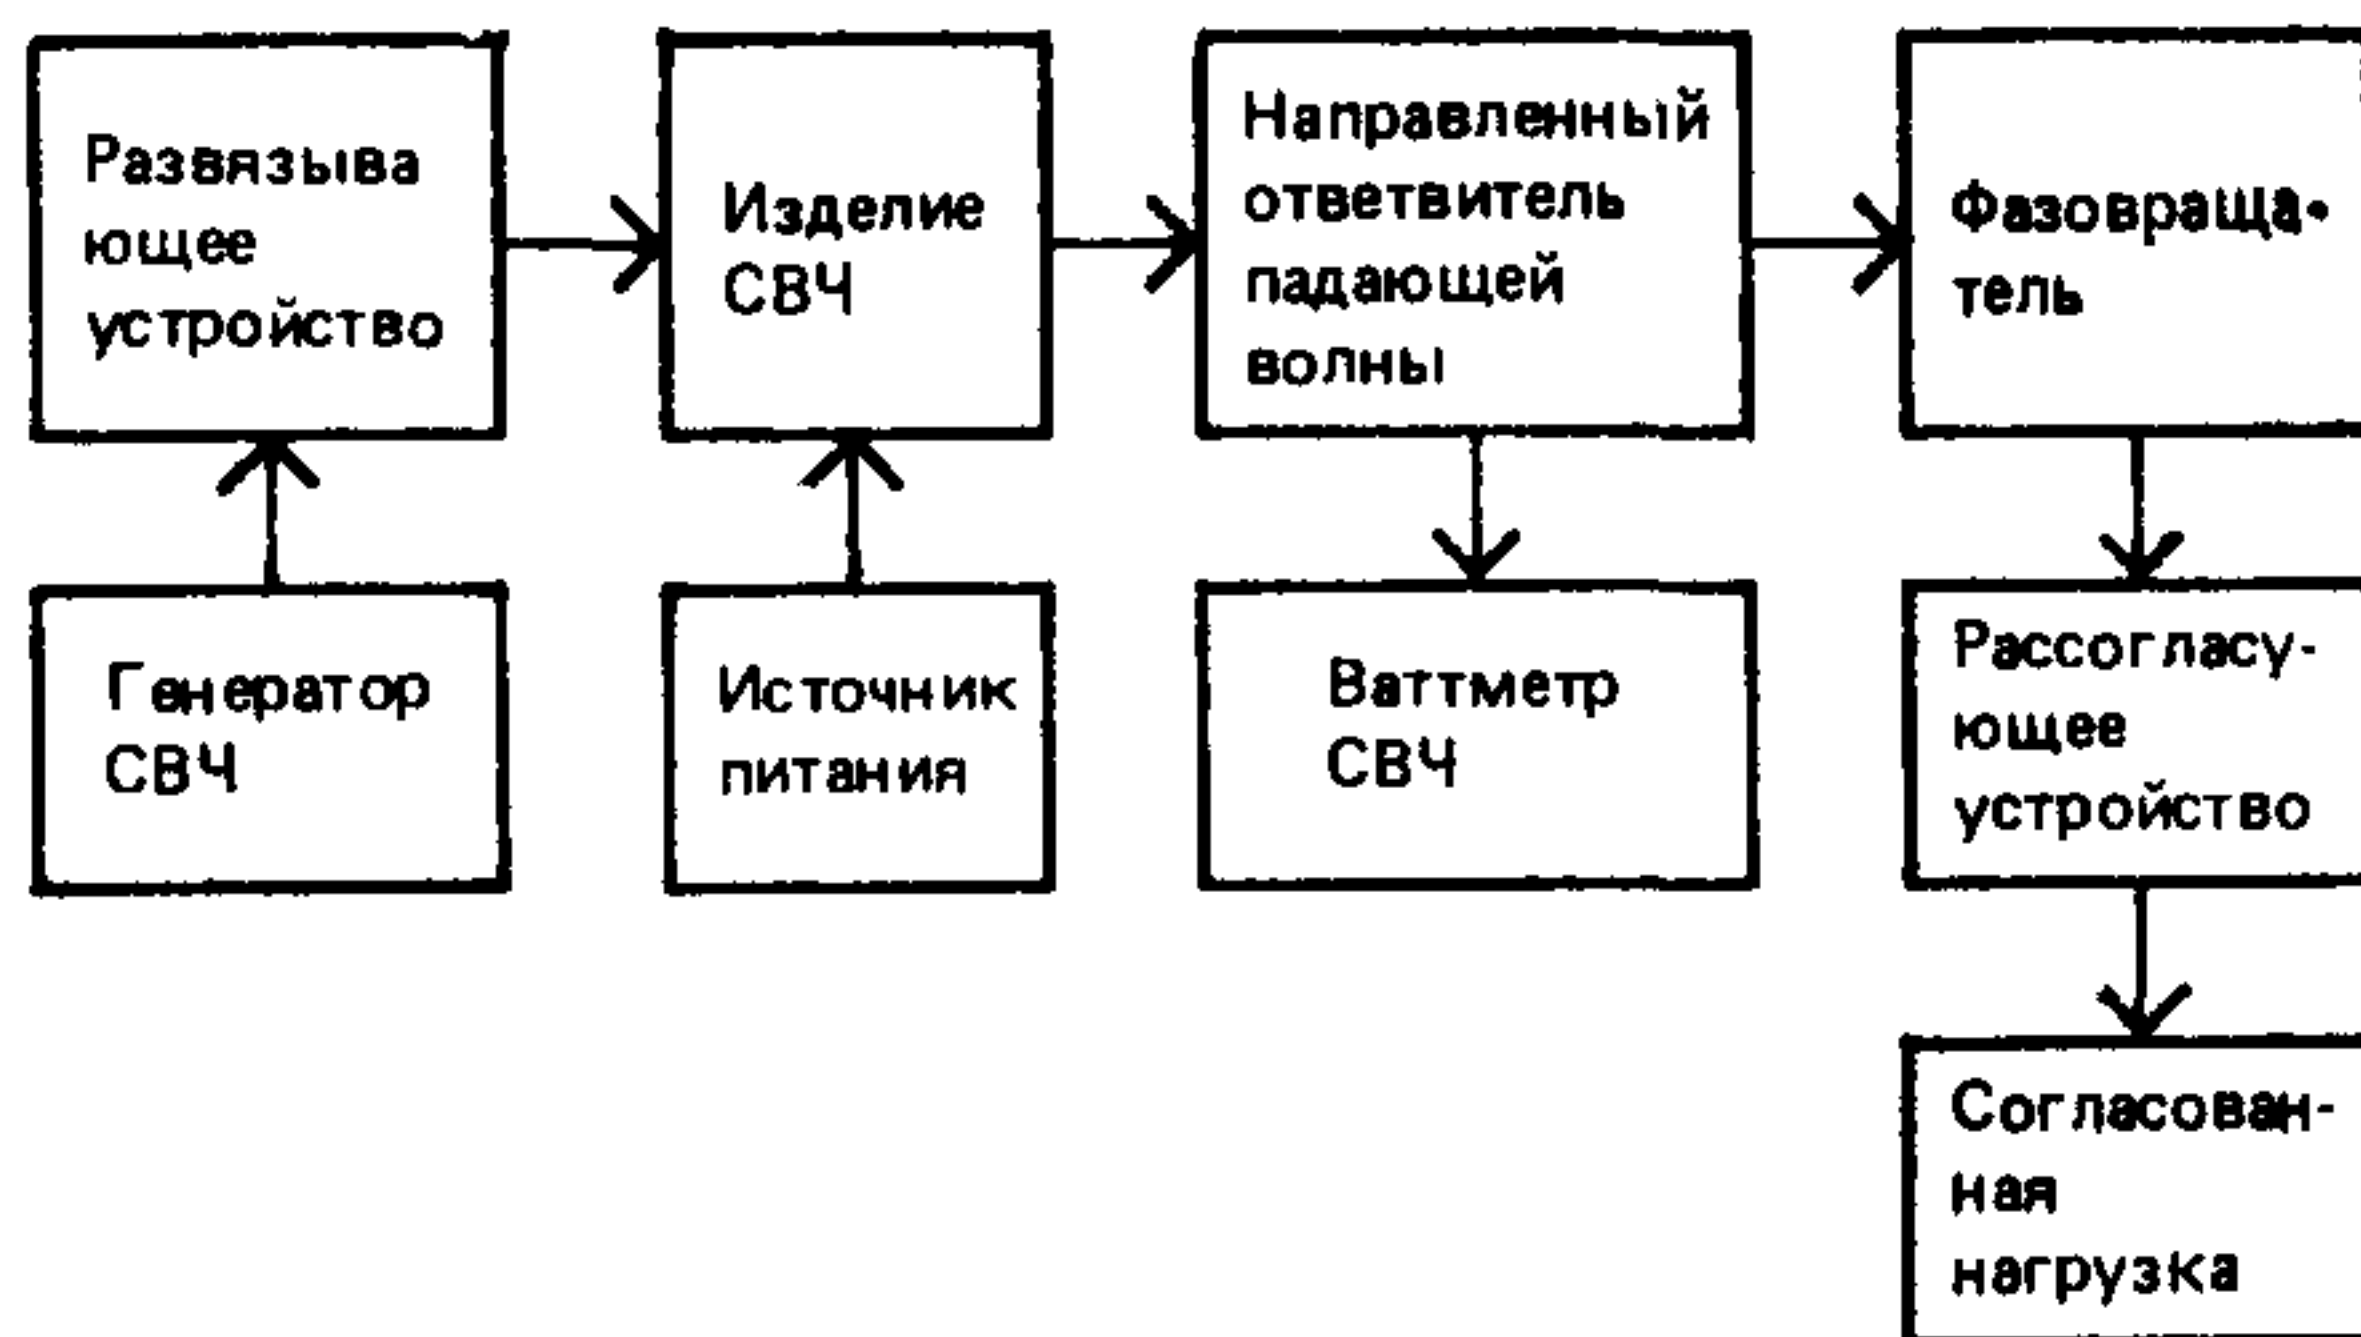 Развязыва
ющее
устройство
Изделие
СВЧ
Направленный
ответвитель
падающей
волны
Фазовраща-
тель
Генератор
СВЧ
Источник
питания
Ваттметр
СВЧ
Рассогласу-
ющее
устройство
Согласован-
ная
нагрузка